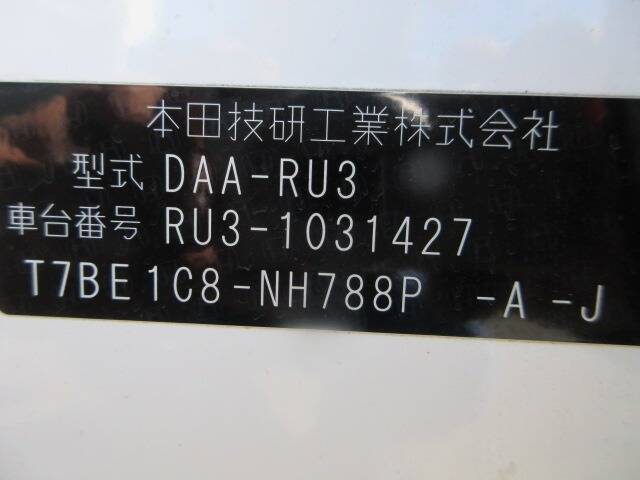 本田技研工業株式会社
型式 DAA-RU3
車台番号 RU3-1031427
T7BE1C8-NH788P -A-J